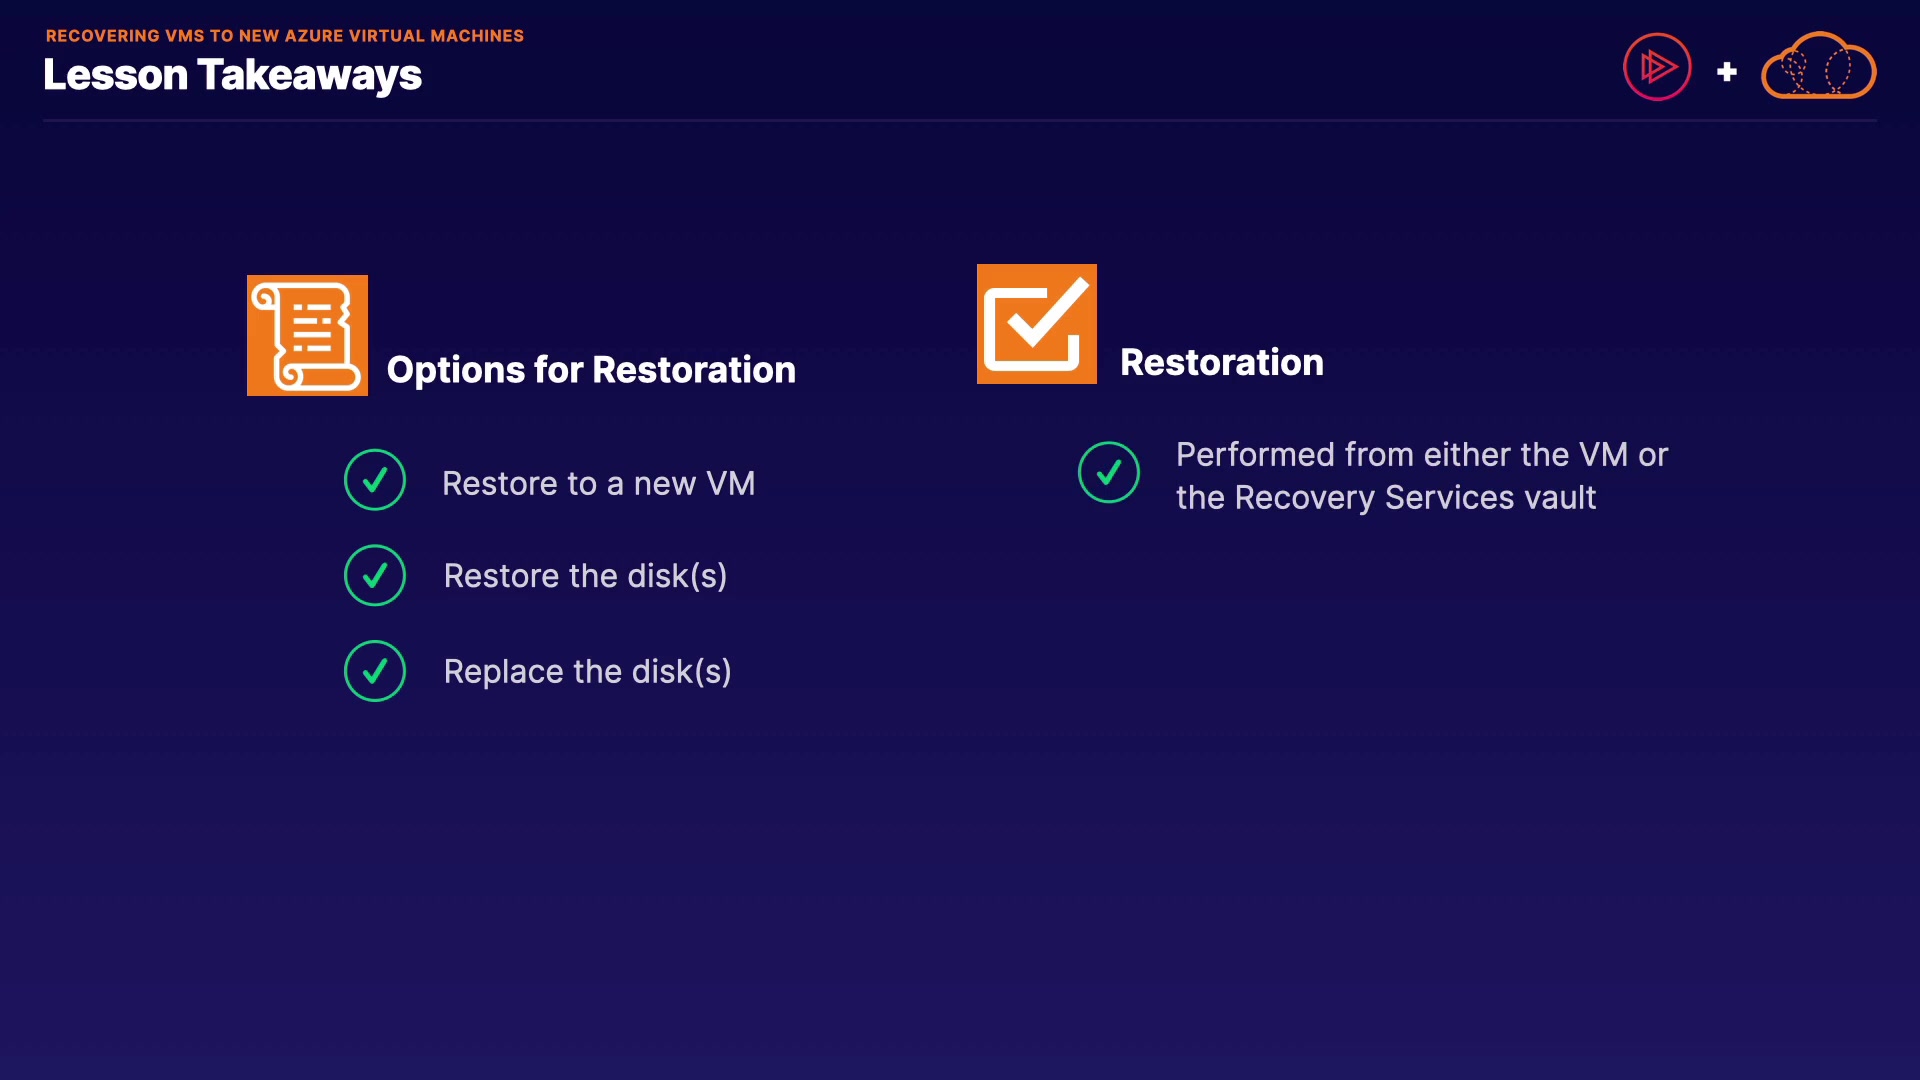 RECOVERING VMS TO NEW AZURE VIRTUAL MACHINES
Lesson Takeaways
Options for Restoration
Restore to a new VM
Restore the disk(s)
Replace the disk(s)
Restoration
Performed from either the VM or
the Recovery Services vault